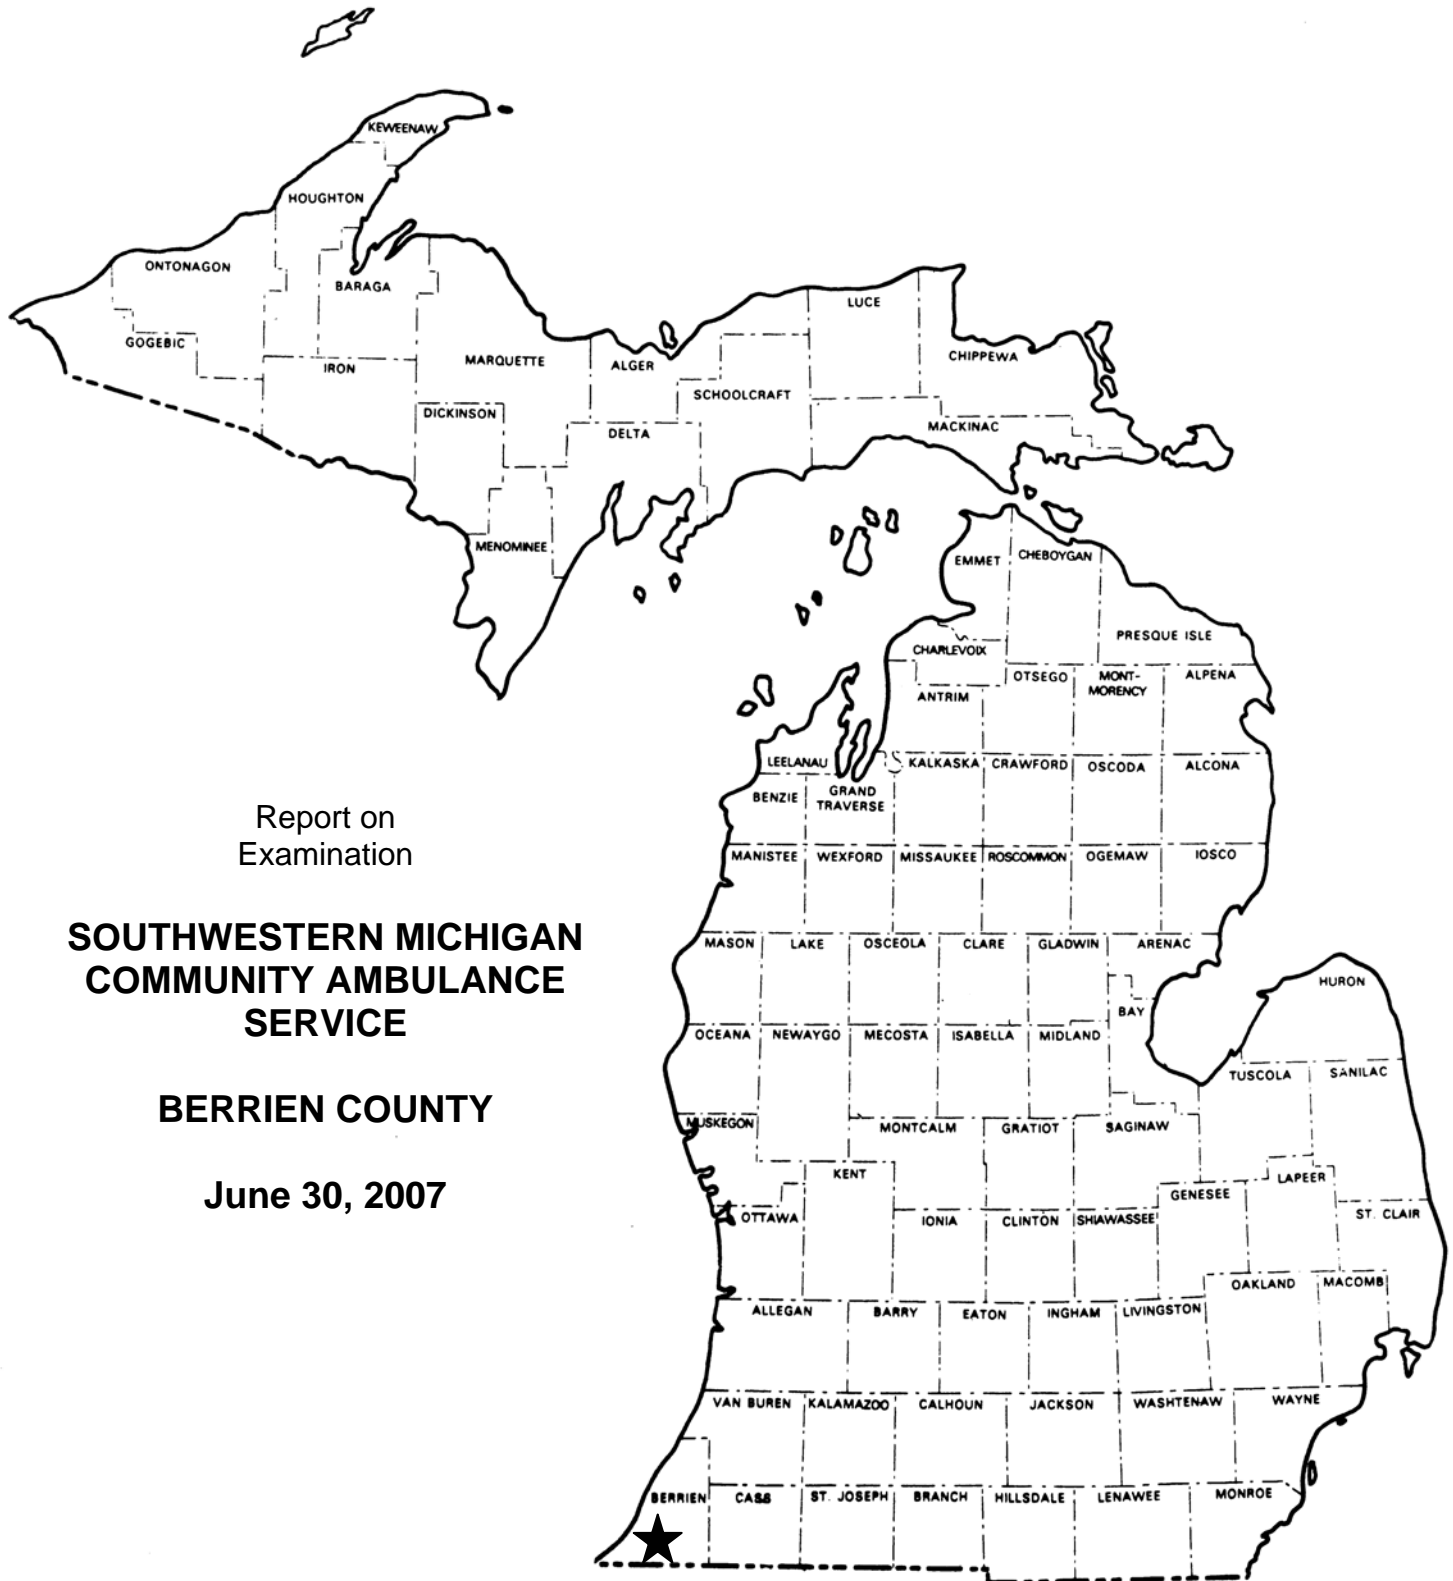 KEWEENAW
HOUGHTON
ONTONAGON
BARAGA
LUCE
GOGEBIC
IRON
MARQUETTE
ALGER
CHIPPEWA
SCHOOLCRAFT
DICKINSON
DELTA
MACKINAC
MENOMINEE
EMMET
CHEBOYGAN
PRESQUE ISLE
CHARLEVOIX
OTSEGO
MONT-
MORENCY
ALPENA
ANTRIM
LEELANAU
KALKASKA
CRAWFORD
OSCODA
ALCONA
BENZIE
GRAND
TRAVERSE
Report on
Examination
MANISTEE
WEXFORD
MISSAUKEE
ROSCOMMON
OGEMAW
IOSCO
SOUTHWESTERN MICHIGAN
COMMUNITY AMBULANCE
SERVICE
MASON
LAKE
OSCEOLA
CLARE
GLADWIN
ARENAC
HURON
BAY
OCEANA
NEWAYGO
MECOSTA
ISABELLA
MIDLAND
TUSCOLA
SANILAC
BERRIEN COUNTY
MUSKEGON
MONTCALM
GRATIOT
SAGINAW
KENT
GENESEE
LAPEER
June 30, 2007
OTTAWA
IONIA
CLINTON
SHIAWASSEE
ST. CLAIR
OAKLAND
MACOMB
ALLEGAN
BARRY
EATON
INGHAM
LIVINGSTON
VAN BUREN
KALAMAZOO
CALHOUN
JACKSON
WASHTENAW
WAYNE
BERRIEN
CASS
ST. JOSEPH
BRANCH
HILLSDALE
LENAWEE
MONROE